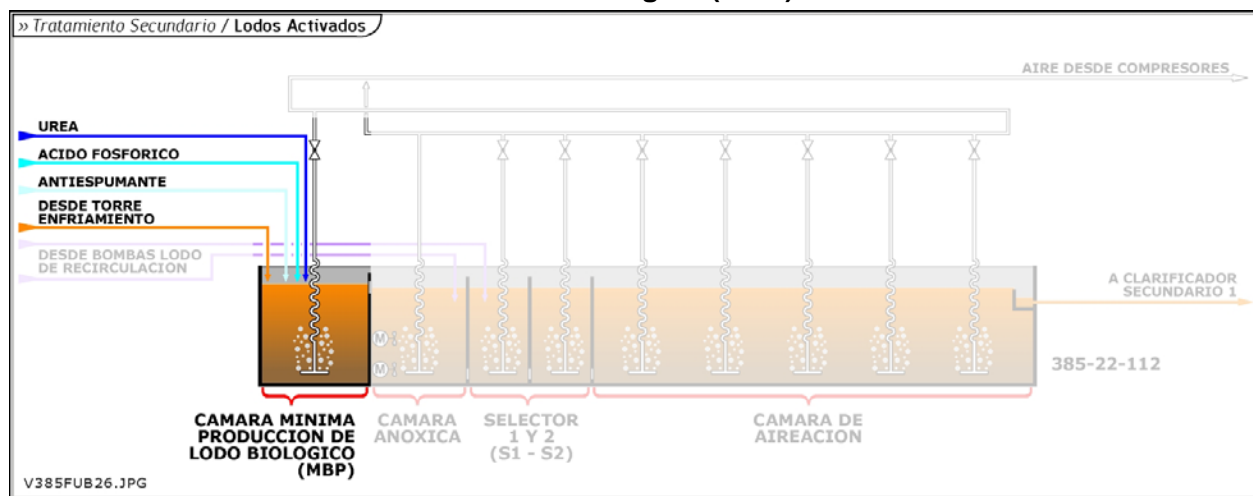 » Tratamiento Secundario / Lodos Activados
AIRE DESDE COMPRESORES
UREA
ACIDO FOSFORICO
ANTIESPUMANTE
DESDE TORRE
ENFRIAMIENTO
DESDE BOMBAS LODO
DE RECIRCULACION
A CLARIFICADOR
SECUNDARIO 1
M
M
385-22-112
CAMARA MINIMA
PRODUCCION DE
LODO BIOLOGICO
(MBP)
CAMARA
ANOXICA
SELECTOR
1 Y 2
(S1 - S2)
CAMARA DE
AIREACION
V385FUB26.JPG